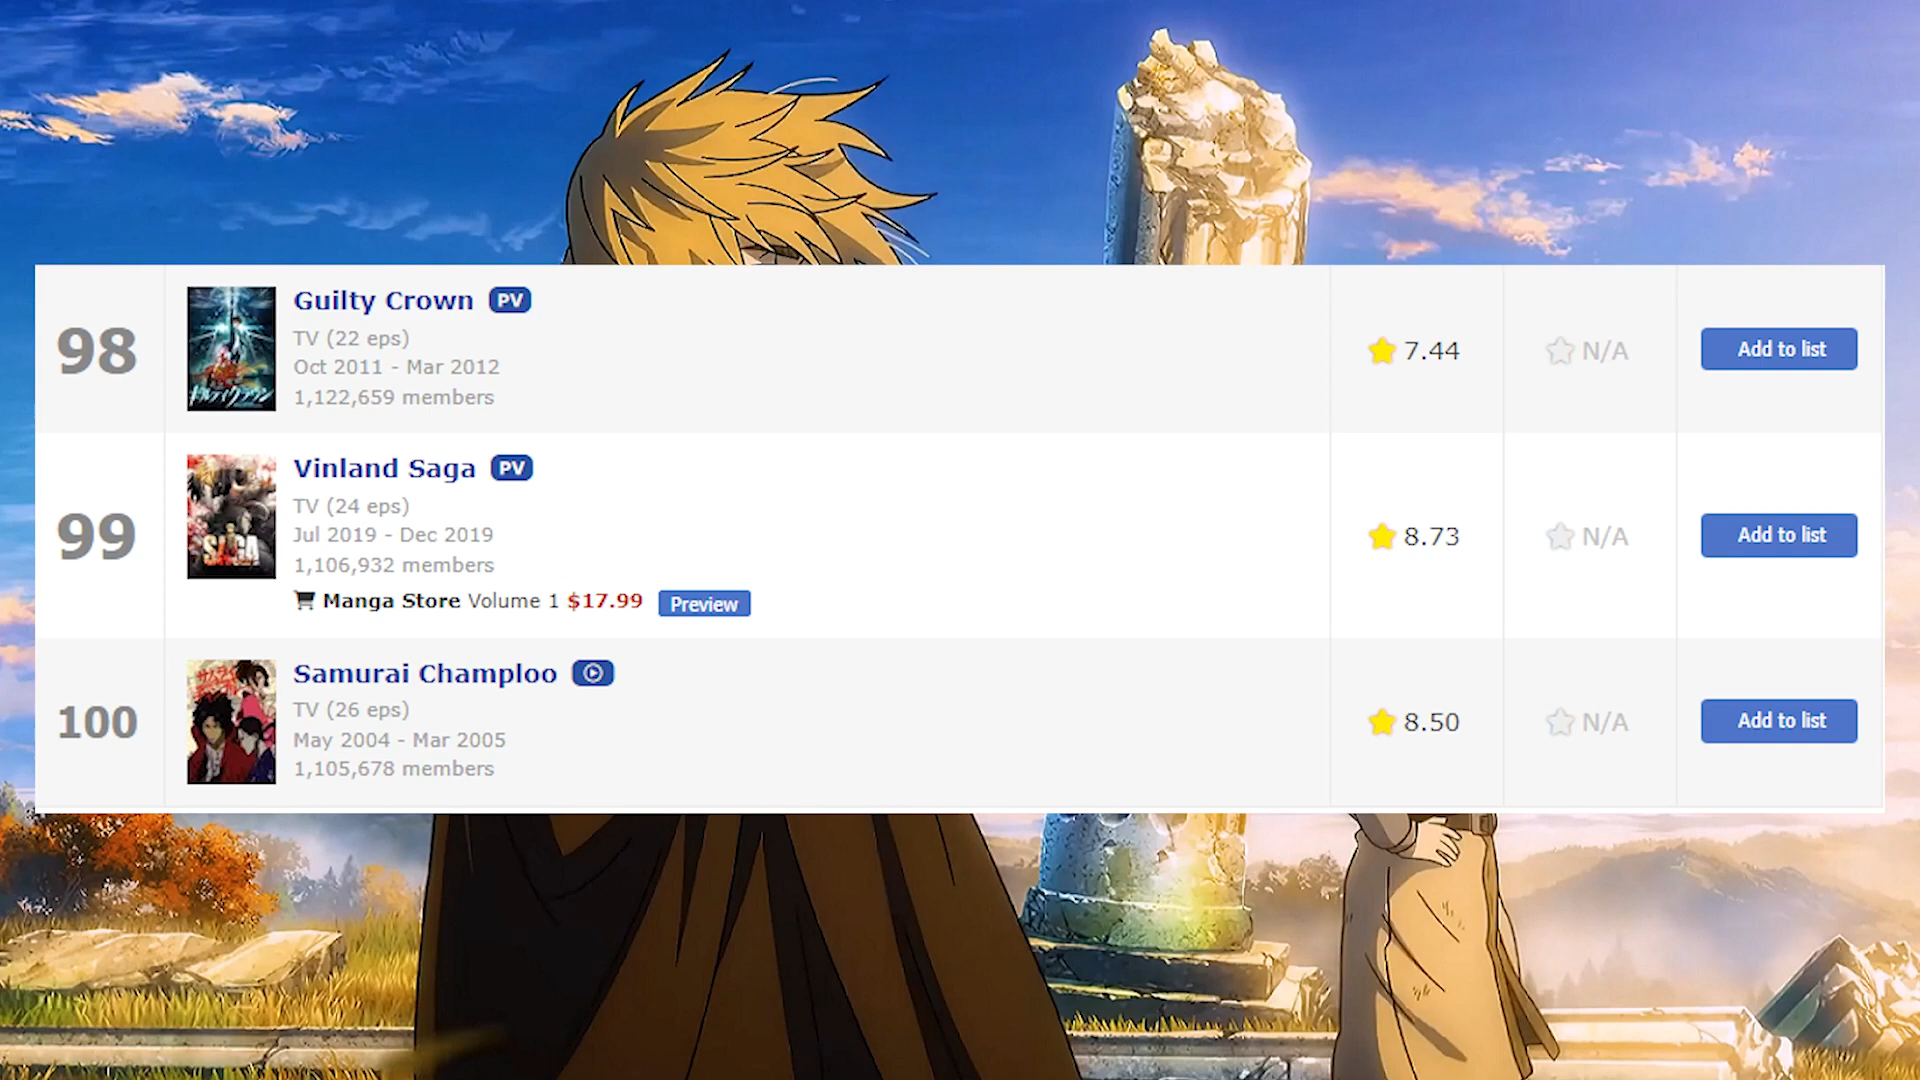 98
Guilty Crown PV
TV (22 eps)
Oct 2011 - Mar 2012
1,122,659 members
7.44
N/A
Add to list
99
Vinland Saga PV
TV (24 eps)
Jul 2019 - Dec 2019
1,106,932 members
Manga Store Volume 1 $17.99 Preview
8.73
N/A
Add to list
SAGA
100
Samurai Champloo
TV (26 eps)
May 2004 - Mar 2005
1,105,678 members
8.50
N/A
Add to list